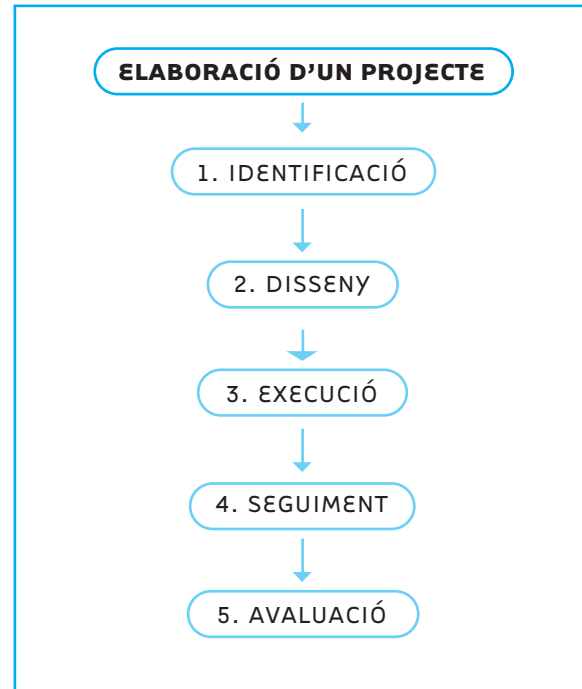 ELABORACIÓ D’UN PROJECTE
1. IDENTIFICACIÓ
2. DISSENY
3. EXECUCIÓ
4. SEGUIMENT
5. AVALUACIÓ